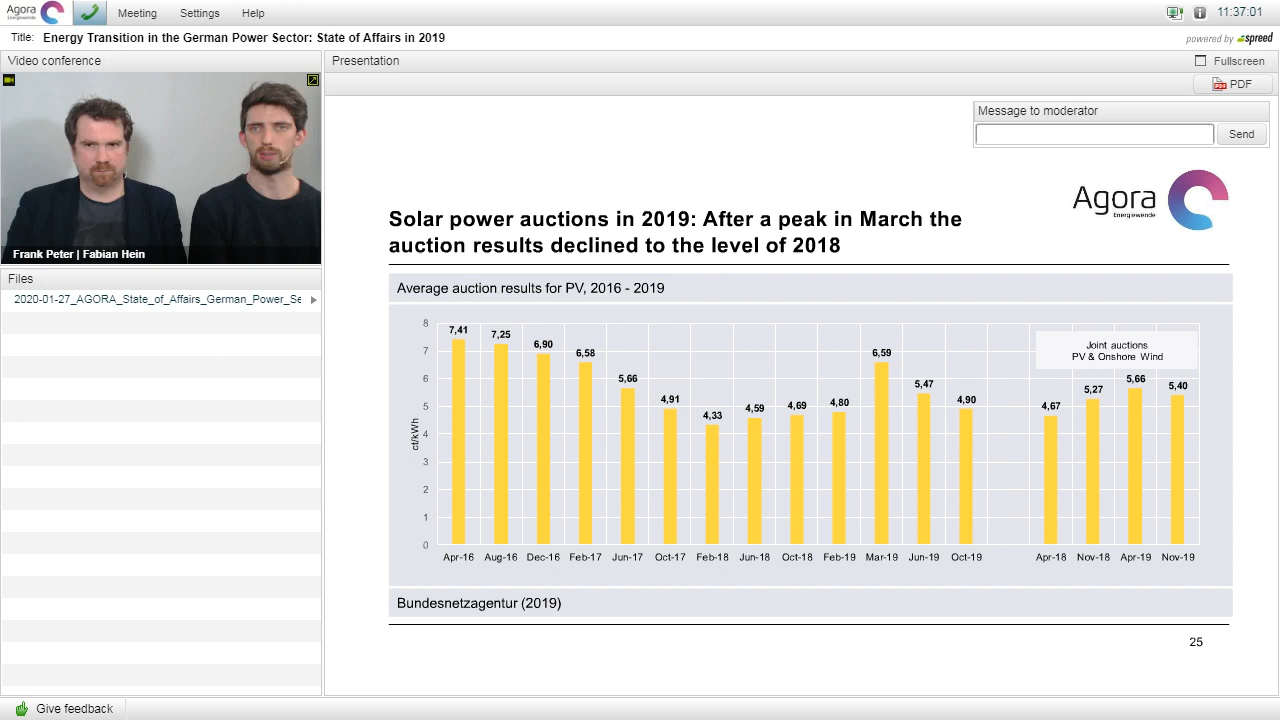 Agora
Energiewende
Meeting
Settings
Help
11:37:01
Title: Energy Transition in the German Power Sector: State of Affairs in 2019
powered by spreed
Video conference
Frank Peter | Fabian Hein
Files
2020-01-27_AGORA_State_of_Affairs_German_Power_Se
Presentation
Fullscreen
PDF
Message to moderator
Send
Agora
Energiewende
Solar power auctions in 2019: After a peak in March the
auction results declined to the level of 2018
Average auction results for PV, 2016 - 2019
ct/kWh
8
7
6
5
4
3
2
1
0
7,41
7,25
6,90
6,58
5,66
4,91
4,33
4,59
4,69
4,80
6,59
5,47
4,90
Joint auctions
PV & Onshore Wind
4,67
5,27
5,66
5,40
Apr-16
Aug-16
Dec-16
Feb-17
Jun-17
Oct-17
Feb-18
Jun-18
Oct-18
Feb-19
Mar-19
Jun-19
Oct-19
Apr-18
Nov-18
Apr-19
Nov-19
Bundesnetzagentur (2019)
25
Give feedback